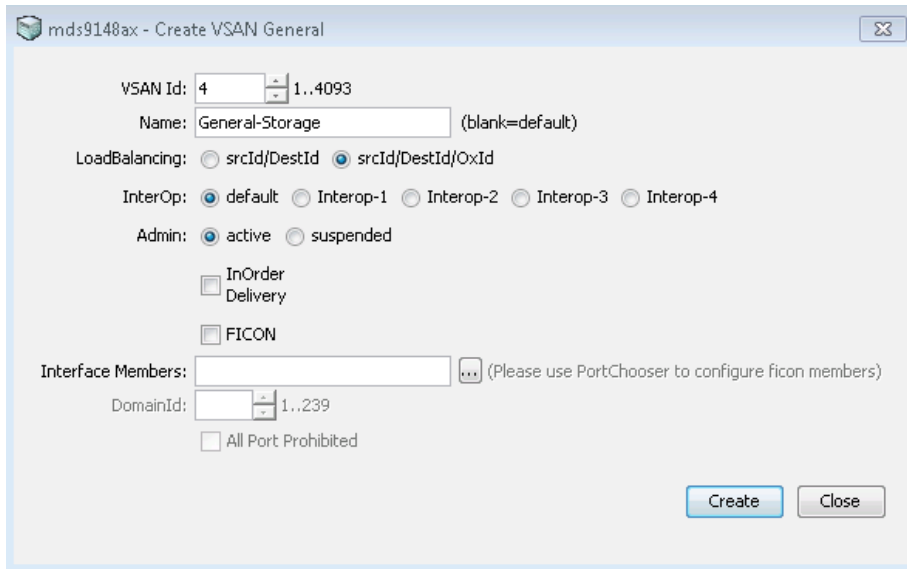 mds9148ax - Create VSAN General
VSAN Id: 4 1..4093
Name: General-Storage (blank=default)
LoadBalancing: srcId/DestId srcId/DestId/OxId
InterOp: default Interop-1 Interop-2 Interop-3 Interop-4
Admin: active suspended
InOrder
Delivery
FICON
Interface Members: ... (Please use PortChooser to configure ficon members)
DomainId: 1..239
All Port Prohibited
Create Close